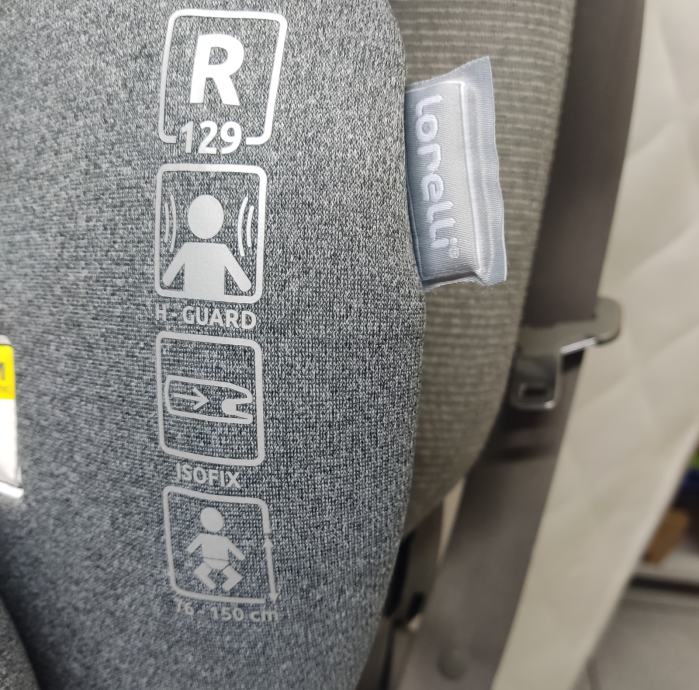 R
129
H-GUARD
ISOFIX
76-150 cm
Lorelli®
M